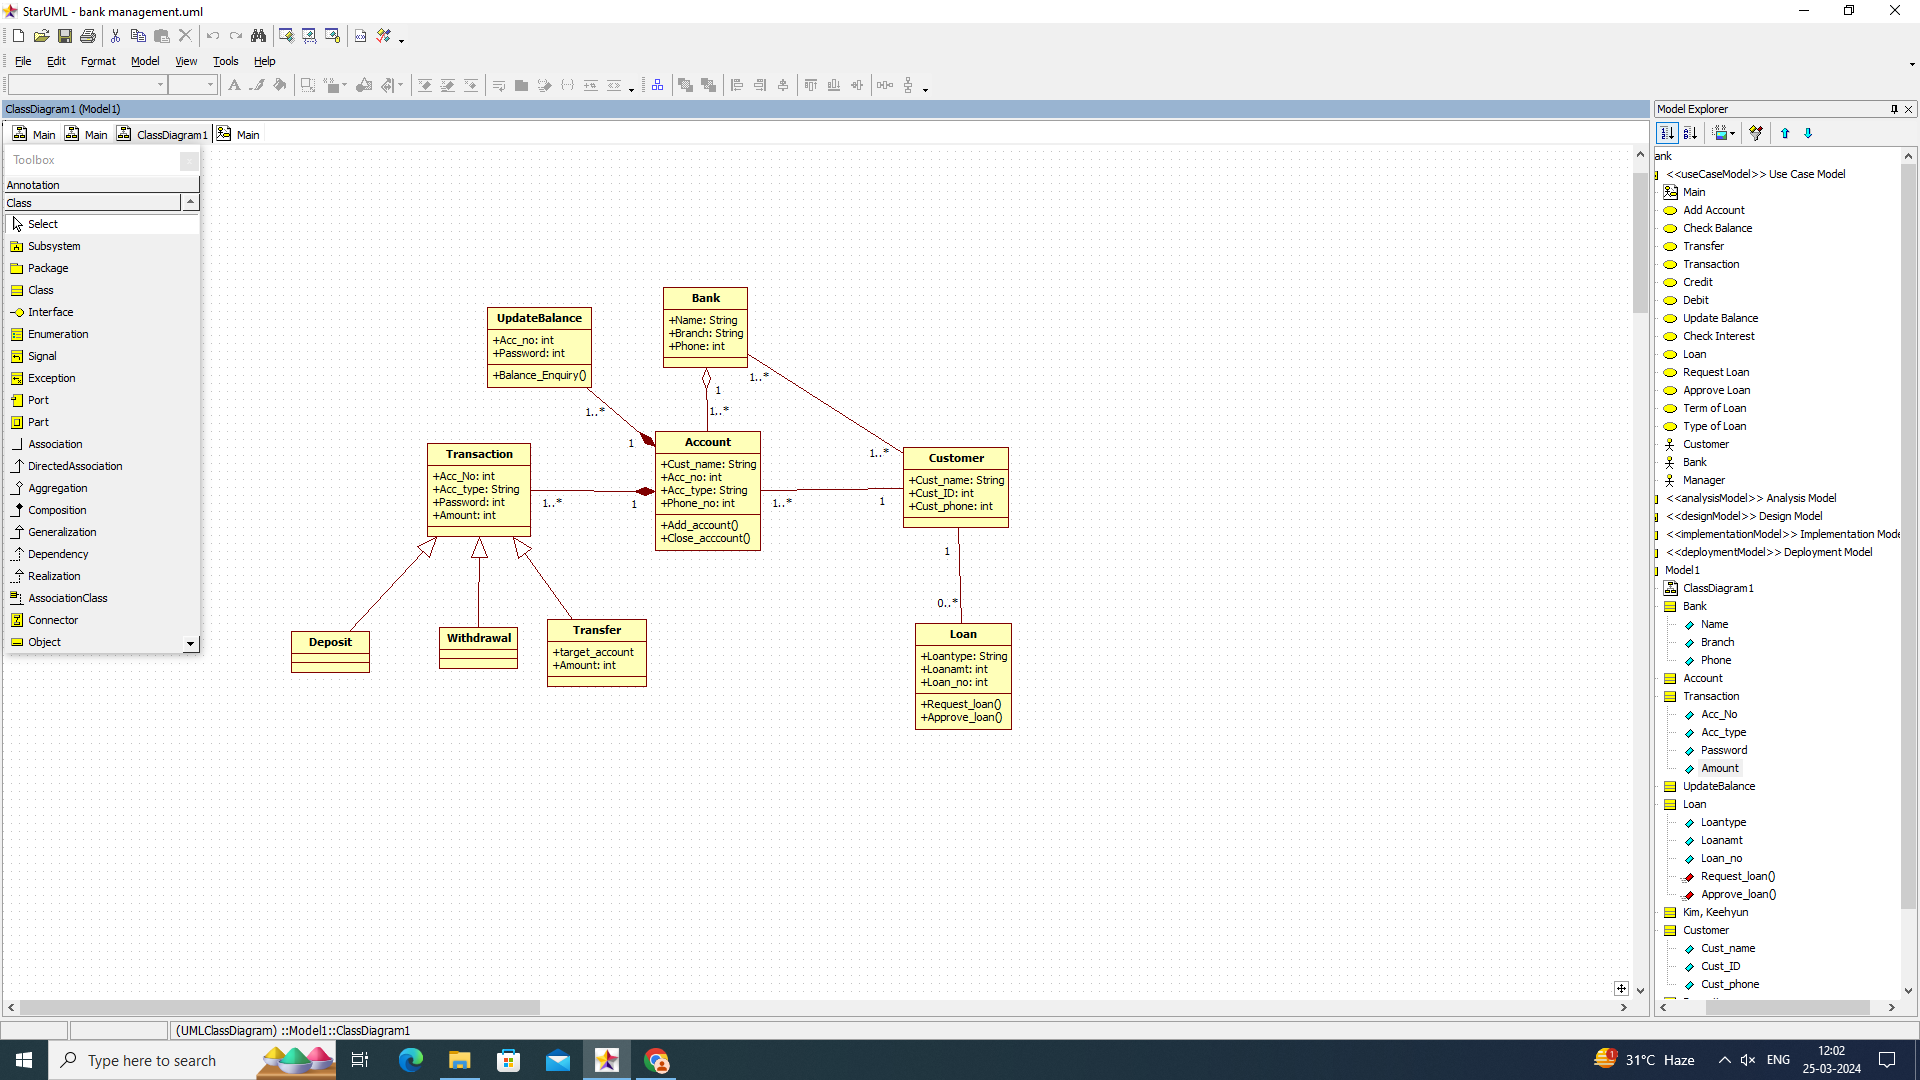 StarUML - bank management.uml
File Edit Format Model View Tools Help
ClassDiagram1 (Model1)
Main Main ClassDiagram1 Main
Toolbox
Annotation
Class
Select
Subsystem
Package
Class
Interface
Enumeration
Signal
Exception
Port
Part
Association
DirectedAssociation
Aggregation
Composition
Generalization
Dependency
Realization
AssociationClass
Connector
Object
UpdateBalance
+Acc_no: int
+Password: int
+Balance_Enquiry()
Bank
+Name: String
+Branch: String
+Phone: int
1..*
1
1..*
1..*
1
1..*
Transaction
+Acc_No: int
+Acc_type: String
+Password: int
+Amount: int
1..*
1
Account
+Cust_name: String
+Acc_no: int
+Acc_type: String
+Phone_no: int
+Add_account()
+Close_acccount()
1..*
1
Customer
+Cust_name: String
+Cust_ID: int
+Cust_phone: int
1
0..*
Deposit
Withdrawal
Transfer
+target_account
+Amount: int
Loan
+Loantype: String
+Loanamt: int
+Loan_no: int
+Request_loan()
+Approve_loan()
Model Explorer
ank
<<useCaseModel>> Use Case Model
Main
Add Account
Check Balance
Transfer
Transaction
Credit
Debit
Update Balance
Check Interest
Loan
Request Loan
Approve Loan
Term of Loan
Type of Loan
Customer
Bank
Manager
<<analysisModel>> Analysis Model
<<designModel>> Design Model
<<implementationModel>> Implementation Mode
<<deploymentModel>> Deployment Model
Model1
ClassDiagram1
Bank
Name
Branch
Phone
Account
Transaction
Acc_No
Acc_type
Password
Amount
UpdateBalance
Loan
Loantype
Loanamt
Loan_no
Request_loan()
Approve_loan()
Kim, Keehyun
Customer
Cust_name
Cust_ID
Cust_phone
(UMLClassDiagram) ::Model1::ClassDiagram1
Type here to search
1
31°C Haze
ENG
12:02
25-03-2024